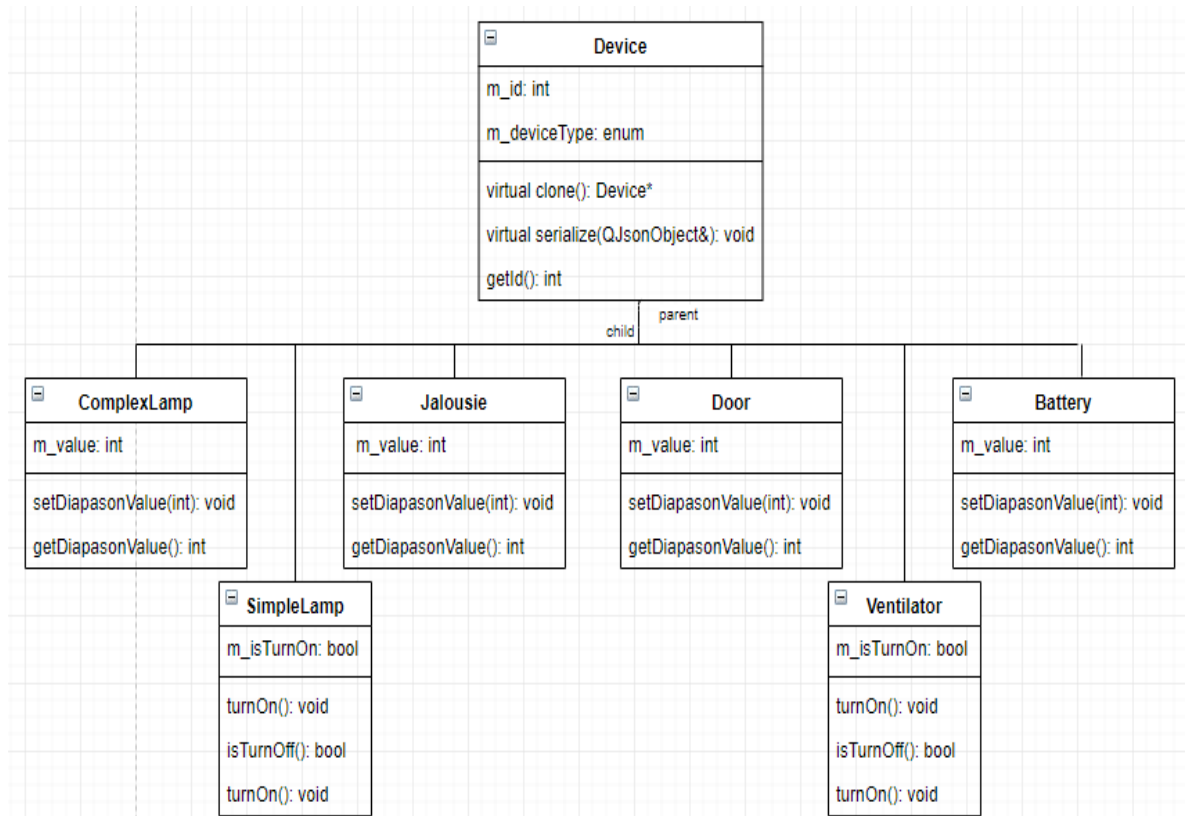 Device
m_id: int
m_deviceType: enum
virtual clone(): Device*
virtual serialize(QJsonObject&): void
getId(): int
parent
child
ComplexLamp
m_value: int
setDiapasonValue(int): void
getDiapasonValue(): int
Jalousie
m_value: int
setDiapasonValue(int): void
getDiapasonValue(): int
Door
m_value: int
setDiapasonValue(int): void
getDiapasonValue(): int
Battery
m_value: int
setDiapasonValue(int): void
getDiapasonValue(): int
SimpleLamp
m_isTurnOn: bool
turnOn(): void
isTurnOff(): bool
turnOn(): void
Ventilator
m_isTurnOn: bool
turnOn(): void
isTurnOff(): bool
turnOn(): void